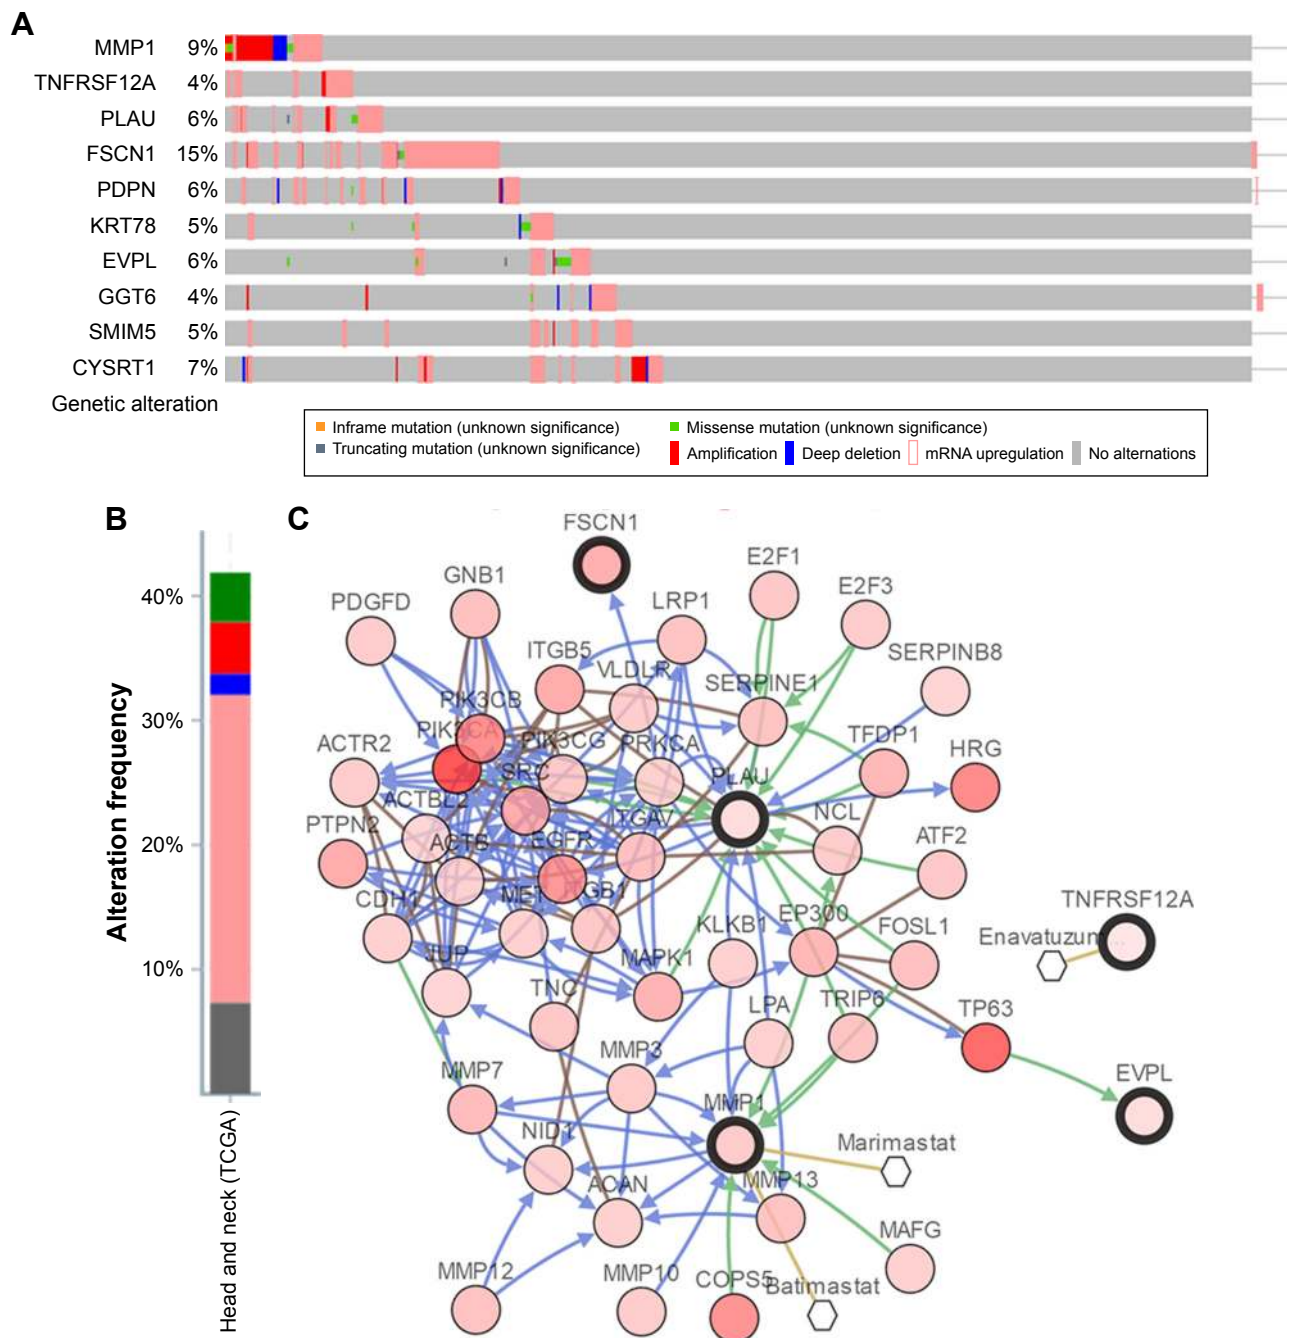 A
MMP1 9%
TNFRSF12A 4%
PLAU 6%
FSCN1 15%
PDPN 6%
KRT78 5%
EVPL 6%
GGT6 4%
SMIM5 5%
CYSRT1 7%
Genetic alteration
Inframe mutation (unknown significance)
Missense mutation (unknown significance)
Truncating mutation (unknown significance)
Amplification
Deep deletion
mRNA upregulation
No alternations
B
Alteration frequency
40%
30%
20%
10%
Head and neck (TCGA)
C
FSCN1
E2F1
GNB1
E2F3
PDGFD
LRP1
ITGB5
SERPINB8
VLDLR
SERPINE1
PIK3CB
PIK3CA
TFDP1
ACTR2
PIK3CG
PRKCA
HRG
SRC
PLAU
ACTBL2
PTPN2
ITGAV
NCL
ACTB
EGFR
ATF2
CDH1
MET
ITGB1
TNFRSF12A
KLKB1
EP300
FOSL1
Enavatuzum...
JUP
MAPK1
TNC
LPA
TRIP6
TP63
MMP3
MMP7
EVPL
MMP1
NID1
Marimastat
ACAN
MMP13
MAFG
MMP12
MMP10
COPS5
Batimastat